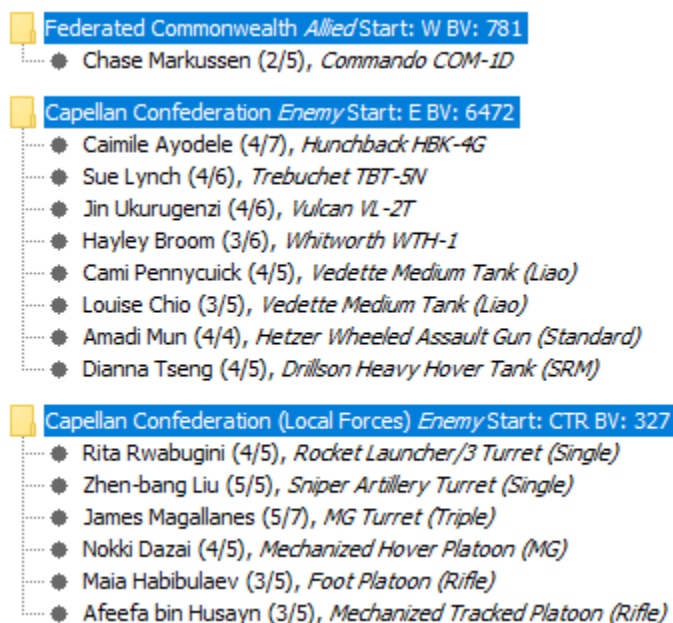 Federated Commonwealth Allied Start: W BV: 781
Chase Markussen (2/5), Commando COM-1D
Capellan Confederation Enemy Start: E BV: 6472
Caimile Ayodele (4/7), Hunchback HBK-4G
Sue Lynch (4/6), Trebuchet TBT-5N
Jin Ukurugenzi (4/6), Vulcan VL-2T
Hayley Broom (3/6), Whitworth WTH-1
Cami Pennycuick (4/5), Vedette Medium Tank (Liao)
Louise Chio (3/5), Vedette Medium Tank (Liao)
Amadi Mun (4/4), Hetzer Wheeled Assault Gun (Standard)
Dianna Tseng (4/5), Drillson Heavy Hover Tank (SRM)
Capellan Confederation (Local Forces) Enemy Start: CTR BV: 327
Rita Rwabugini (4/5), Rocket Launcher/3 Turret (Single)
Zhen-bang Liu (5/5), Sniper Artillery Turret (Single)
James Magallanes (5/7), MG Turret (Triple)
Nokki Dazai (4/5), Mechanized Hover Platoon (MG)
Maia Habibulaev (3/5), Foot Platoon (Rifle)
Afeefa bin Husayn (3/5), Mechanized Tracked Platoon (Rifle)